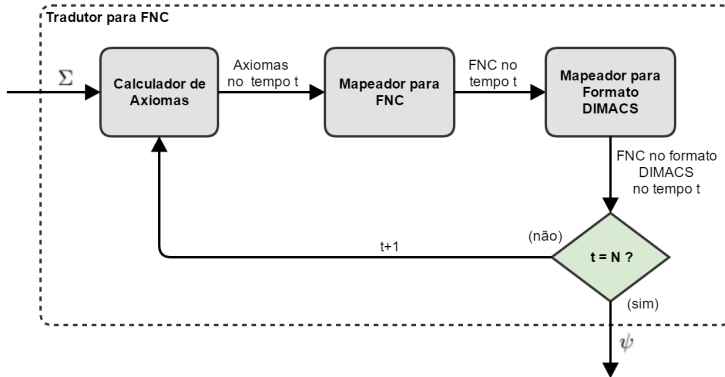 Tradutor para FNC
Σ
Calculador de
Axiomas
Axiomas
no tempo t
Mapeador para
FNC
FNC no
tempo t
Mapeador para
Formato
DIMACS
FNC no formato
DIMACS
no tempo t
(não)
t = N ?
t+1
(sim)
ψ